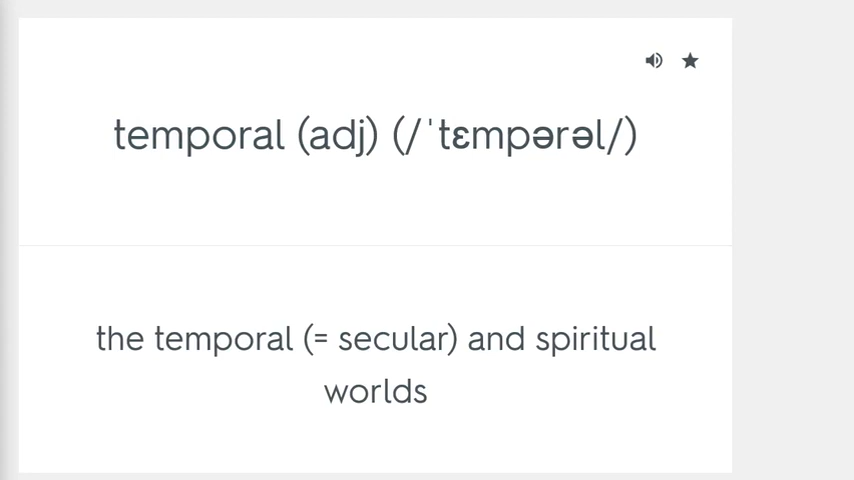 temporal (adj) (/ˈtɛmpərəl/)
the temporal (= secular) and spiritual
worlds